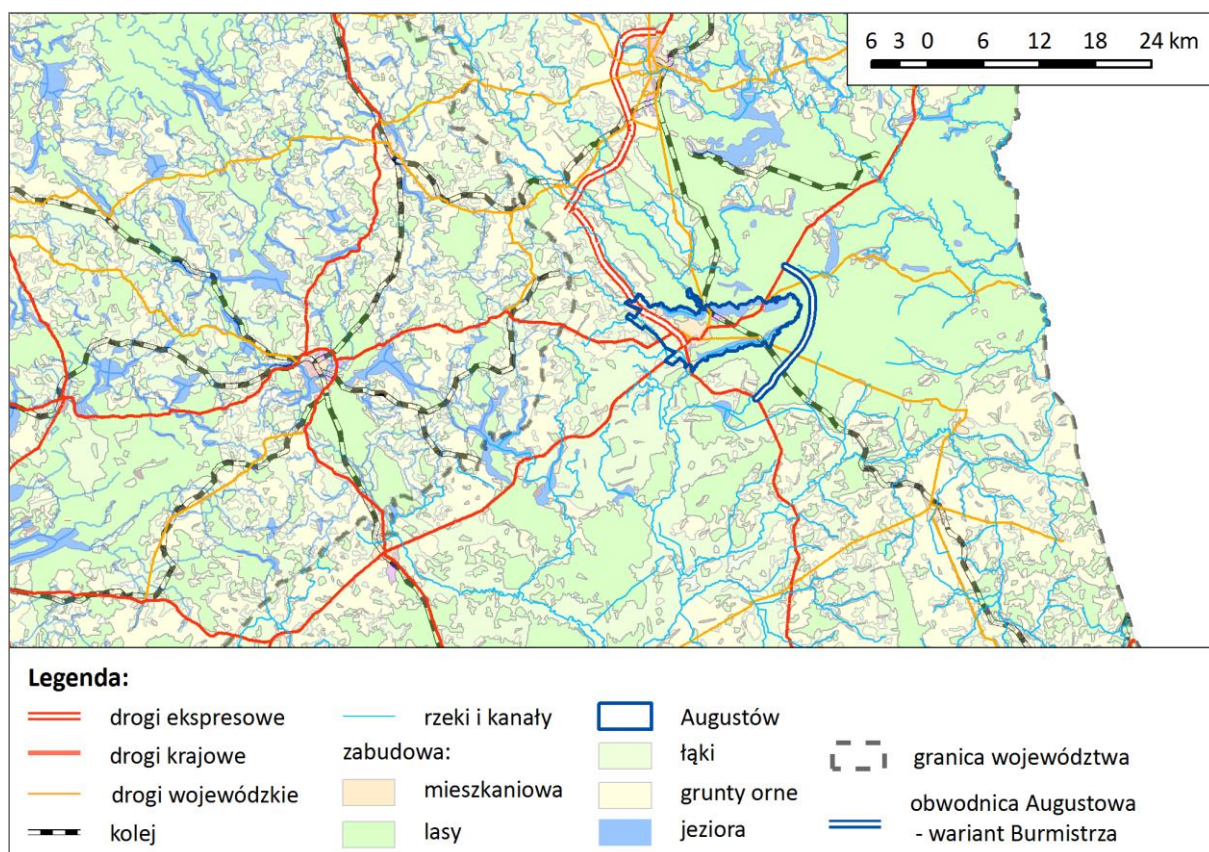 6 3 0 6 12 18 24 km
Legenda:
drogi ekspresowe
drogi krajowe
drogi wojewódzkie
kolej
rzeki i kanały
zabudowa:
mieszkaniowa
lasy
Augustów
łąki
grunty orne
jeziora
granica województwa
obwodnica Augustowa
- wariant Burmistrza